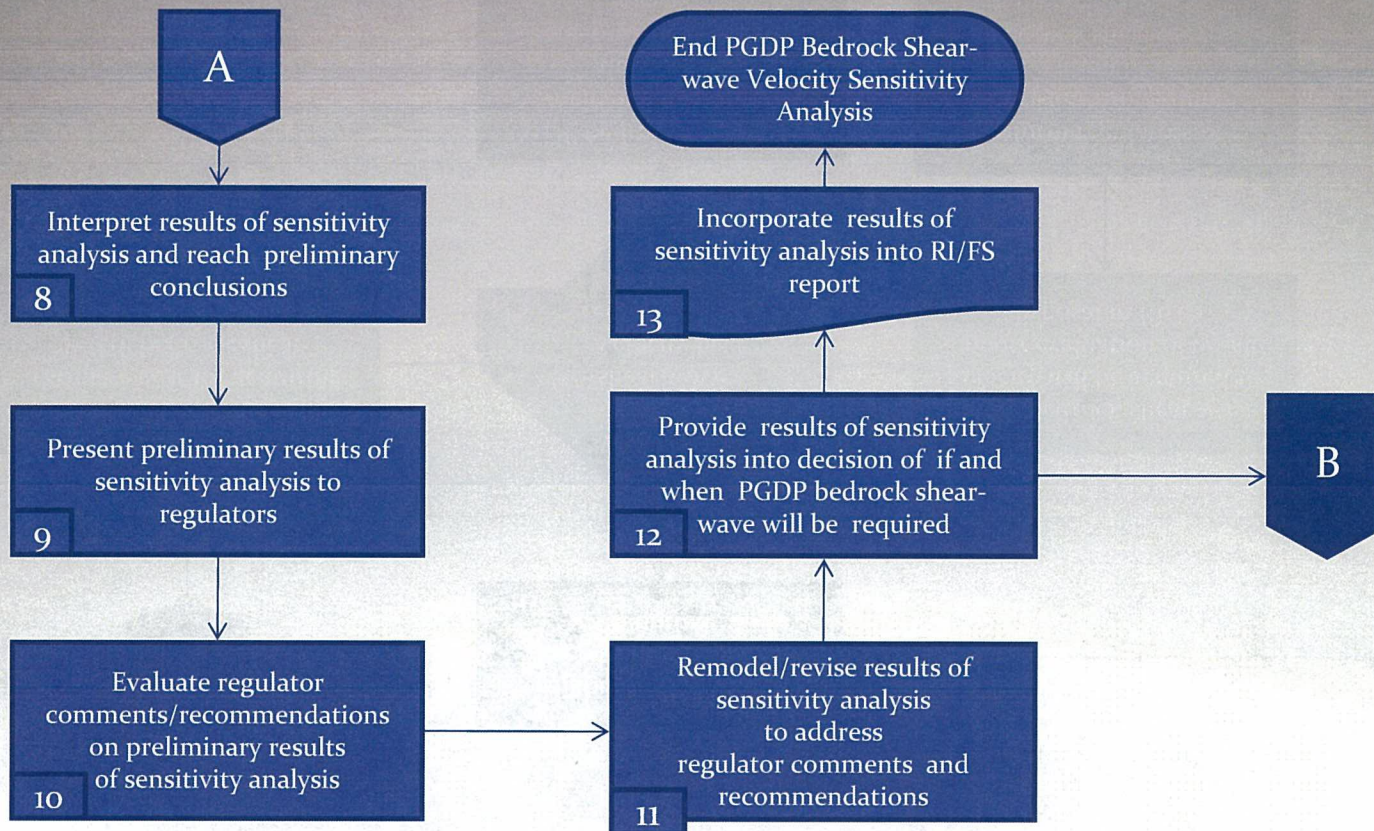 A
Interpret results of sensitivity
analysis and reach preliminary
conclusions
8
Present preliminary results of
sensitivity analysis to
regulators
9
Evaluate regulator
comments/recommendations
on preliminary results
of sensitivity analysis
10
Remodel/revise results of
sensitivity analysis
to address
regulator comments and
recommendations
11
Provide results of sensitivity
analysis into decision of if and
when PGDP bedrock shear-
wave will be required
12
B
Incorporate results of
sensitivity analysis into RI/FS
report
13
End PGDP Bedrock Shear-
wave Velocity Sensitivity
Analysis